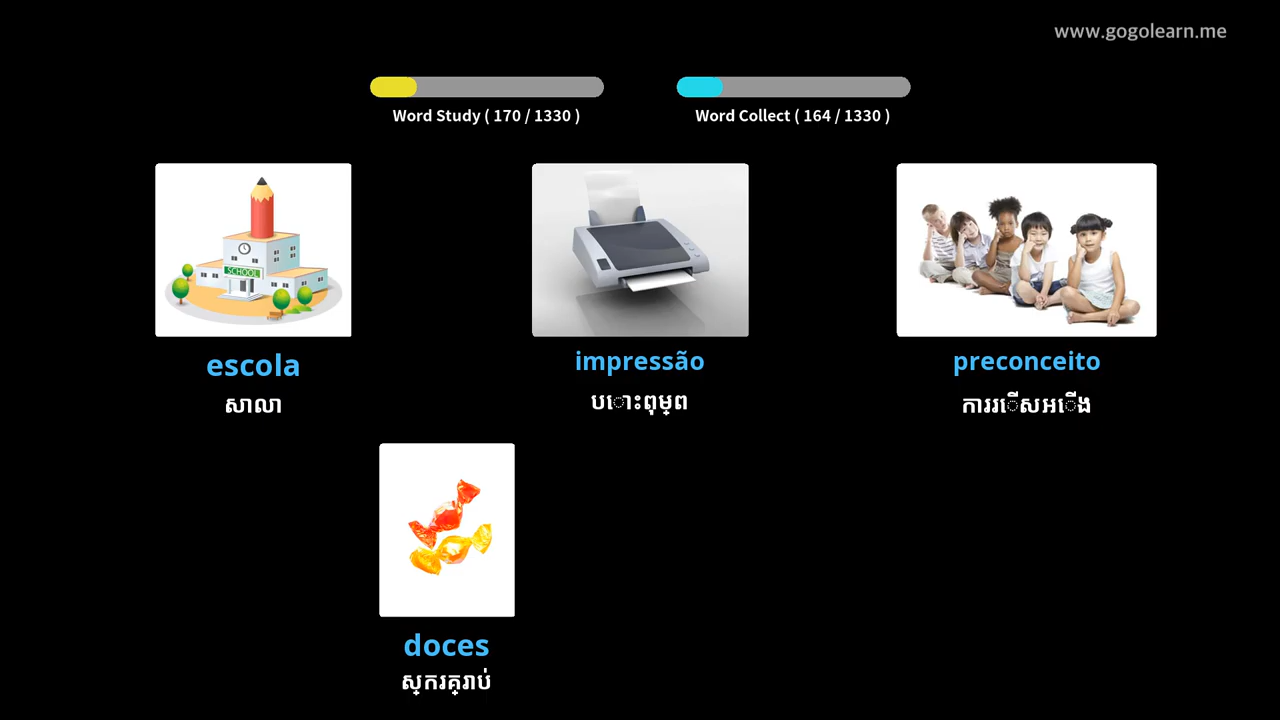 www.gogolearn.me
Word Study ( 170 / 1330 )
Word Collect ( 164 / 1330 )
SCHOOL
escola
impressão
preconceito
សាលា
បោះពុម្ព
ការរើសអើង
doces
ស្ករគ្រាប់